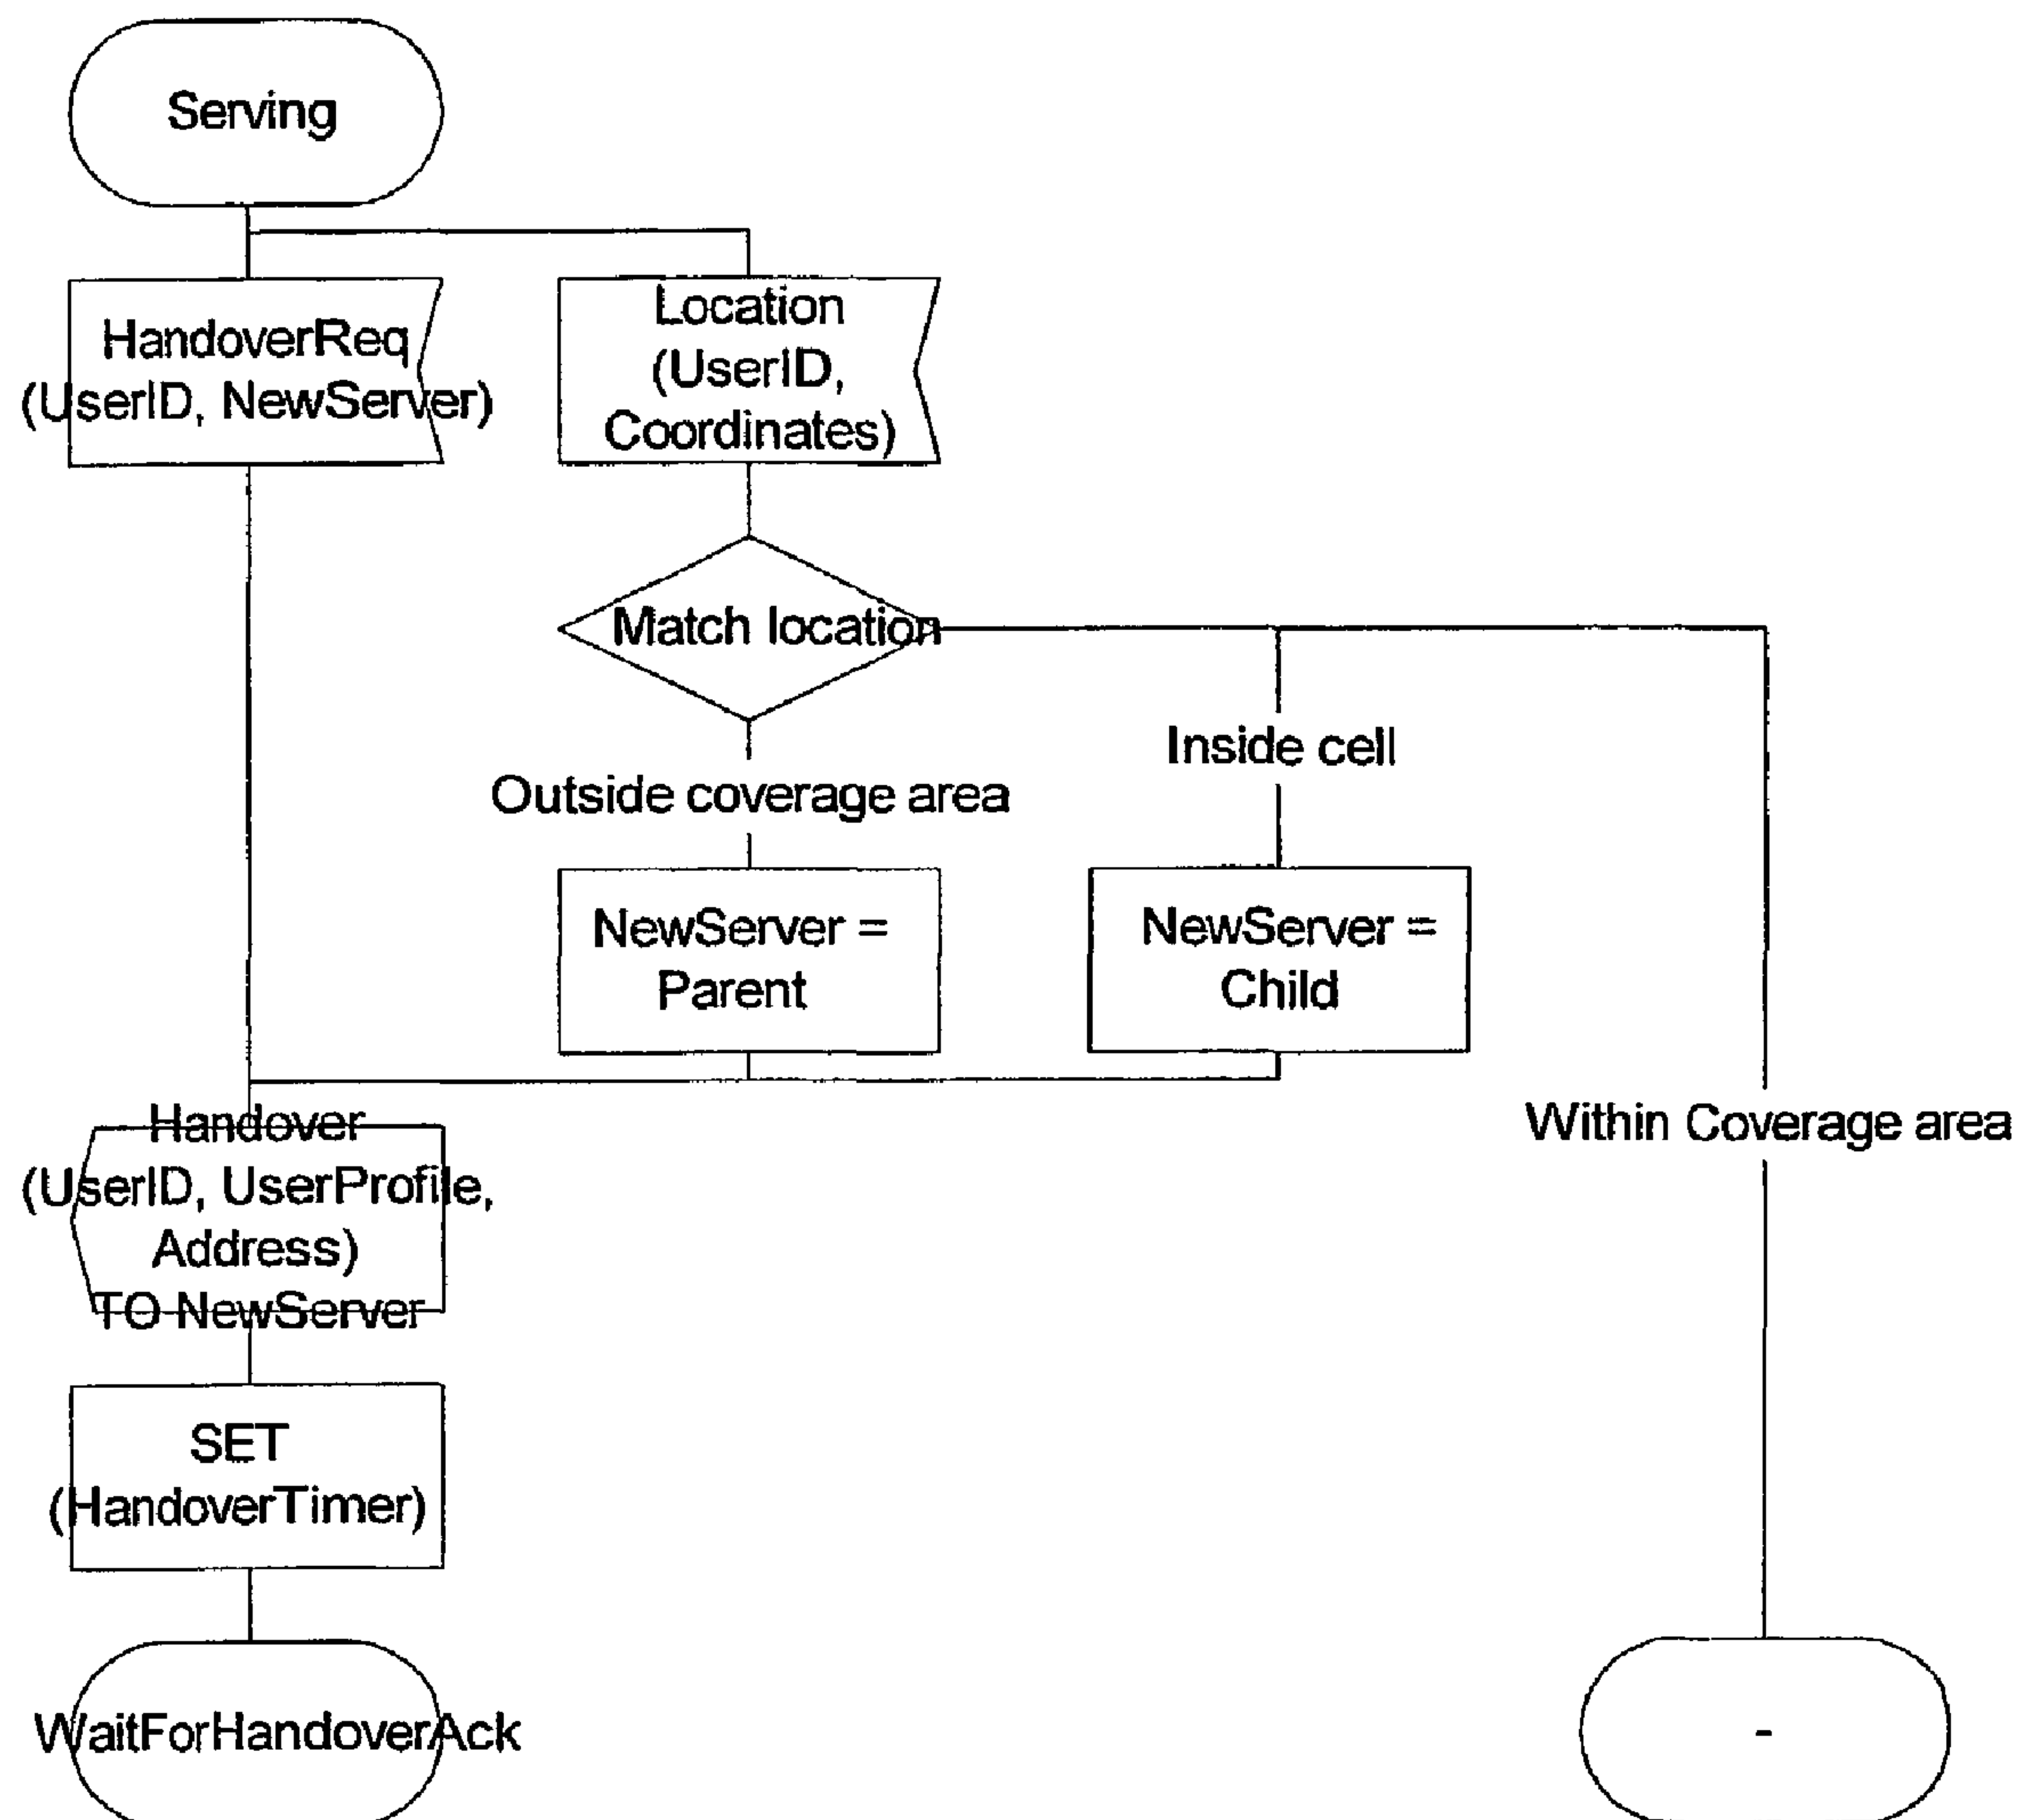 Serving
HandoverReq
(UserID, NewServer)
Location
(UserID,
Coordinates)
Match location
Inside cell
Outside coverage area
NewServer =
Parent
NewServer =
Child
Handover
(UserID, UserProfile,
Address)
TO NewServer
Within Coverage area
SET
(HandoverTimer)
WaitForHandoverAck
-